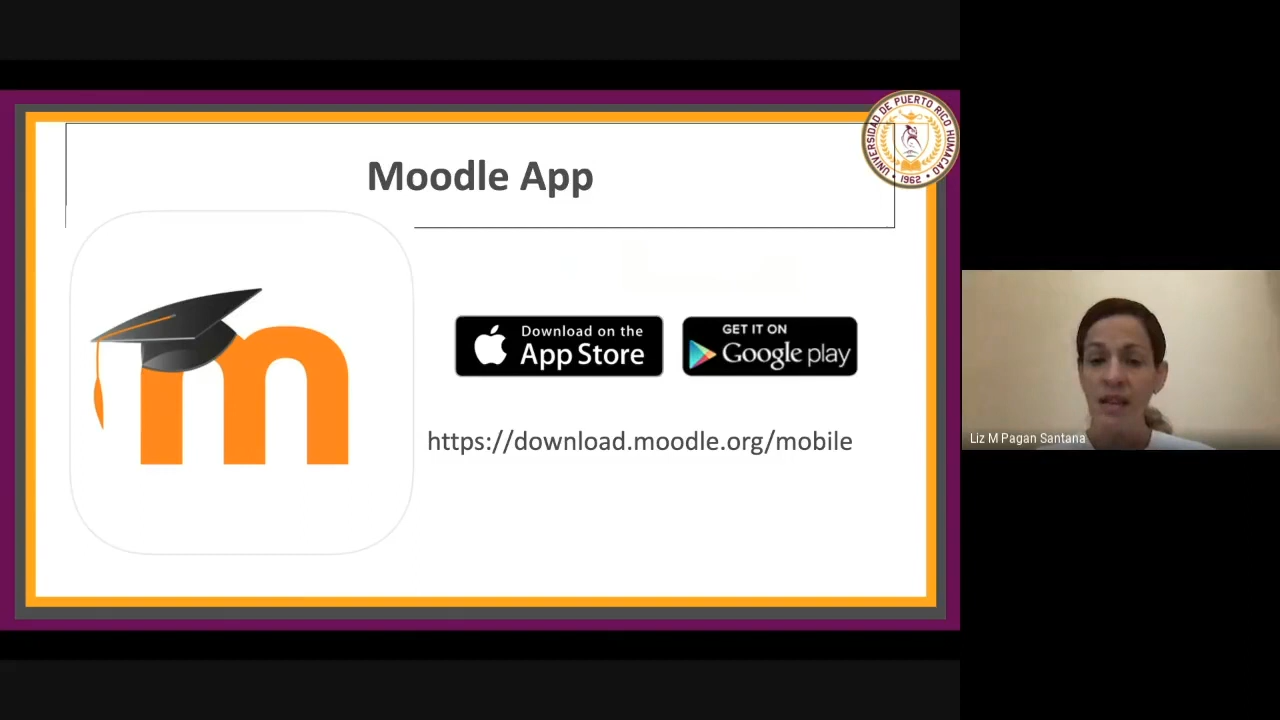 Moodle App
UNIVERSIDAD DE PUERTO RICO HUMACAO
• 1962 •
m
Download on the
App Store
GET IT ON
Google play
https://download.moodle.org/mobile
Liz M Pagan Santana